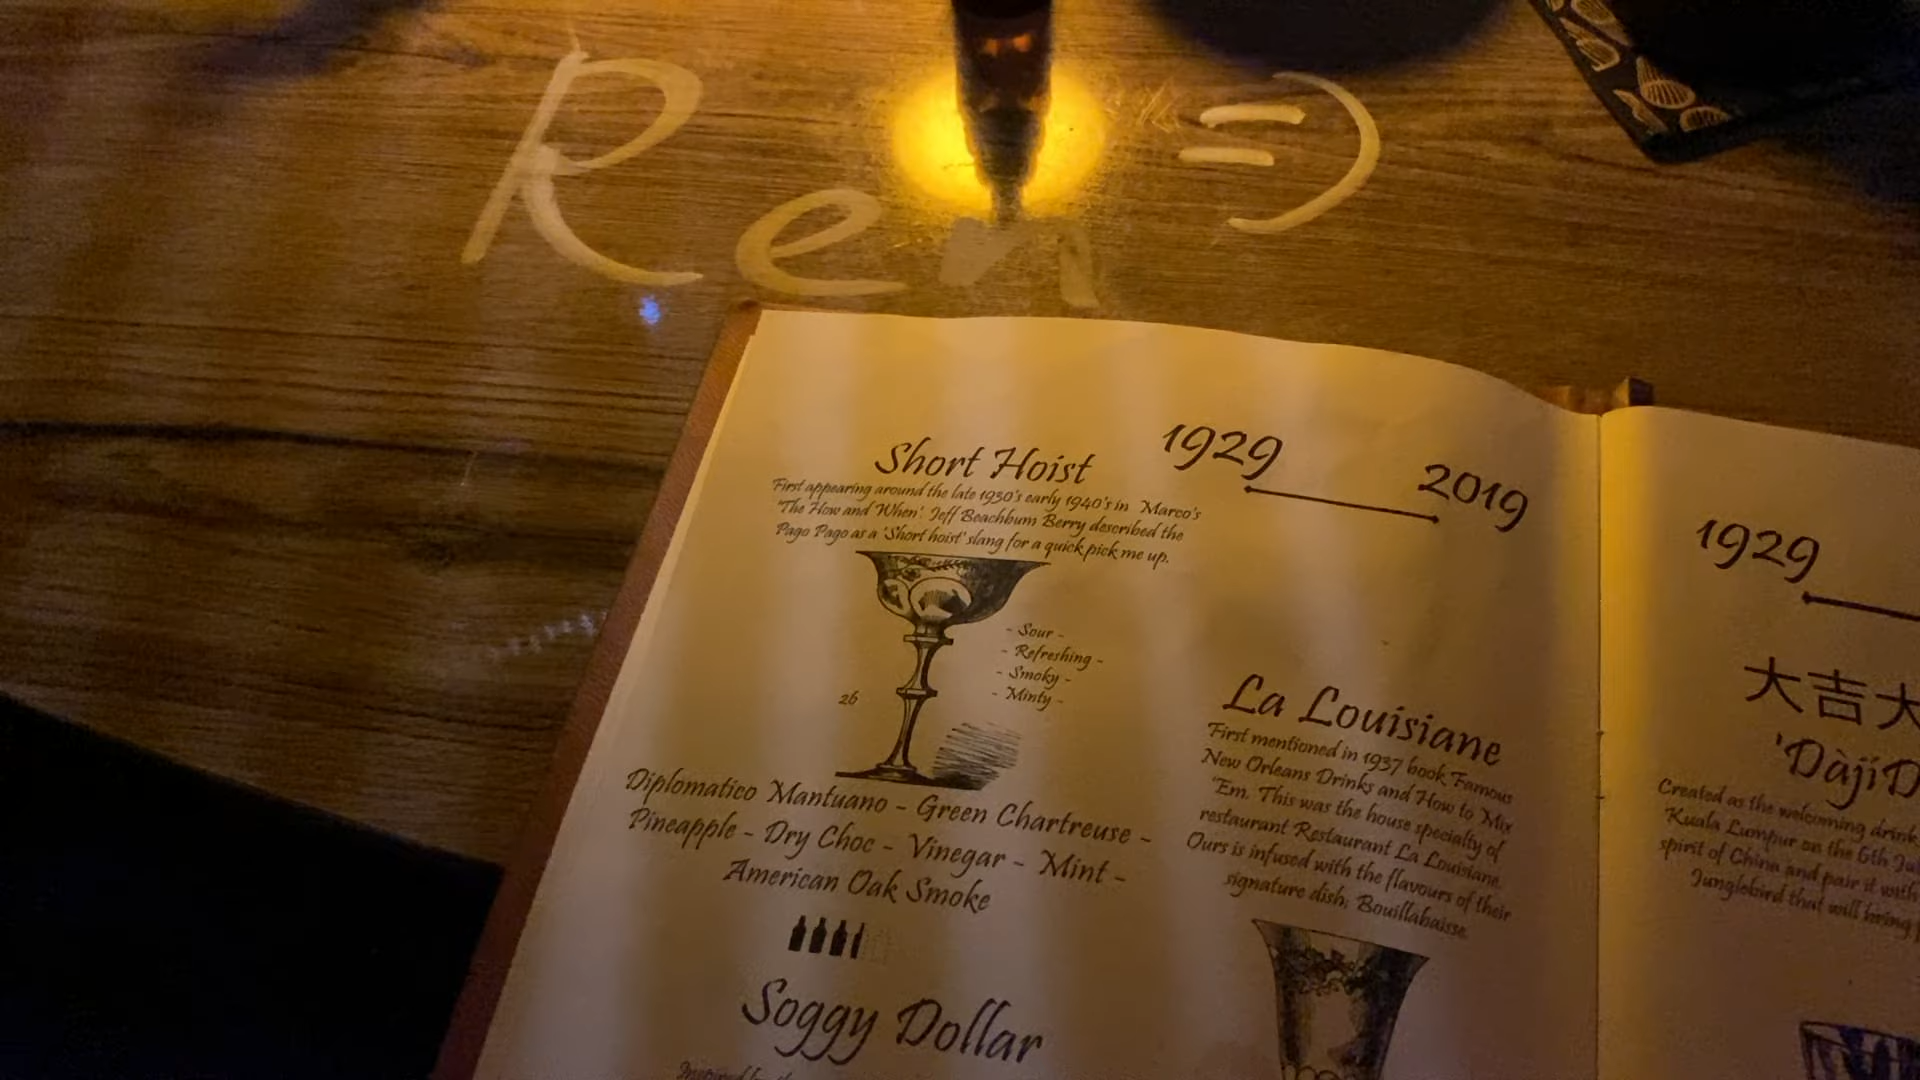 Ren =)
Short Hoist
First appearing around the late 1930's early 1940's in Marco's
'The How and When'. Jeff Beachbum Berry described the
Pago Pago as a 'Short hoist' slang for a quick pick me up.
- Sour -
- Refreshing -
- Smoky -
- Minty -
26
Diplomatico Mantuano - Green Chartreuse -
Pineapple - Dry Choc - Vinegar - Mint -
American Oak Smoke
Soggy Dollar
1929
2019
La Louisiane
First mentioned in 1937 book Famous
New Orleans Drinks and How to Mix
'Em. This was the house specialty of
restaurant Restaurant La Louisiane.
Ours is infused with the flavours of their
signature dish; Bouillabaisse.
1929
大吉大
'Dàjí D
Created as the welcoming drink
Kuala Lumpur on the 6th
spirit of China and pair it with
Junglebird that will bring